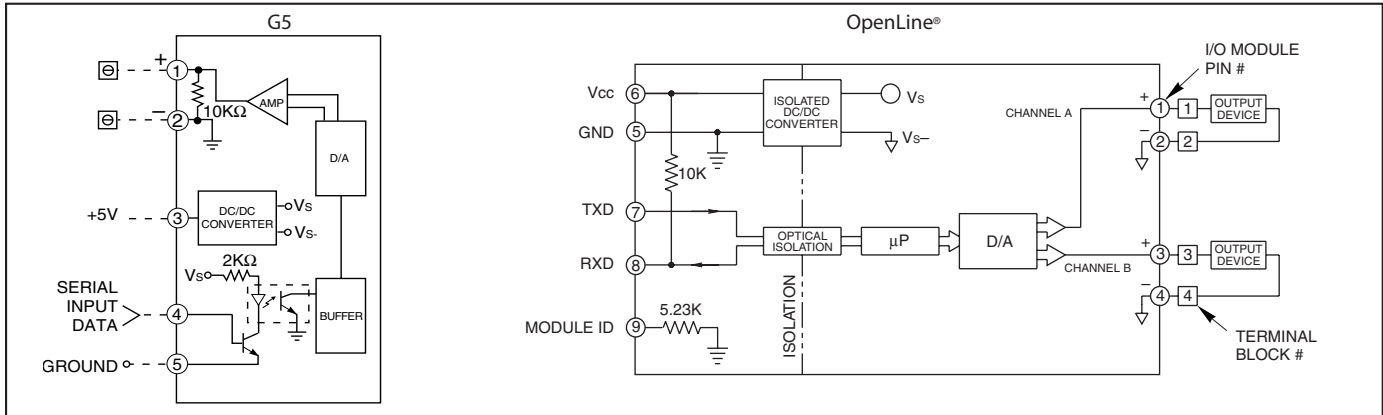 G5
+
1
10KΩ
AMP
−
2
D/A
+5V
3
DC/DC
CONVERTER
VS
VS-
2KΩ
VS
SERIAL
INPUT
DATA
4
BUFFER
GROUND
5
OpenLine®
I/O MODULE
PIN #
Vcc
6
ISOLATED
DC/DC
CONVERTER
VS
CHANNEL A
+
1
1
OUTPUT
DEVICE
GND
5
VS–
−
2
2
10K
TXD
7
OPTICAL
ISOLATION
µP
D/A
RXD
8
CHANNEL B
+
3
3
OUTPUT
DEVICE
−
4
4
MODULE ID
9
5.23K
ISOLATION
TERMINAL
BLOCK #